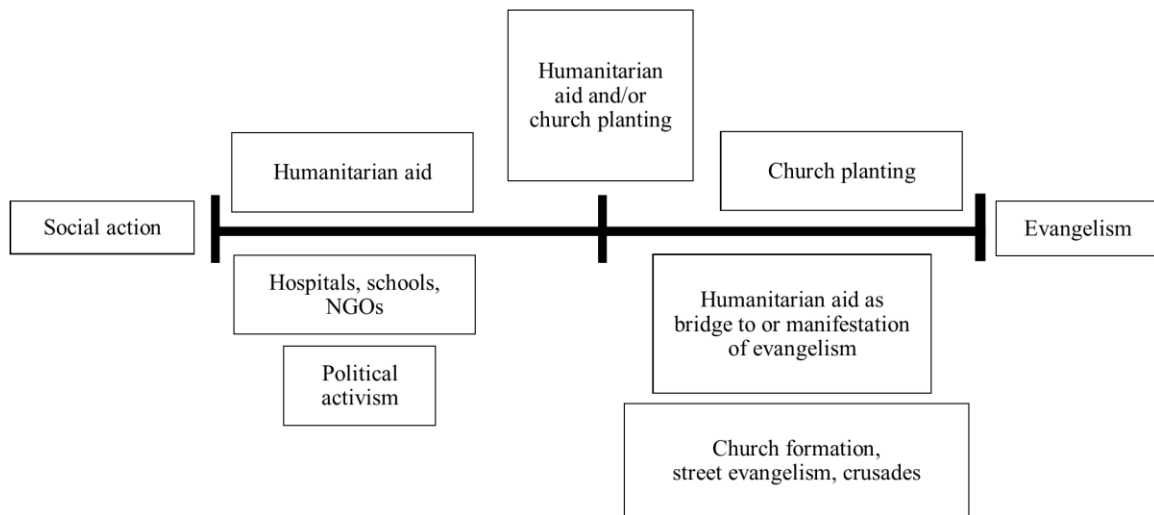 Humanitarian
aid and/or
church planting
Humanitarian aid
Church planting
Social action
Evangelism
Hospitals, schools,
NGOs
Humanitarian aid as
bridge to or manifestation
of evangelism
Political
activism
Church formation,
street evangelism, crusades